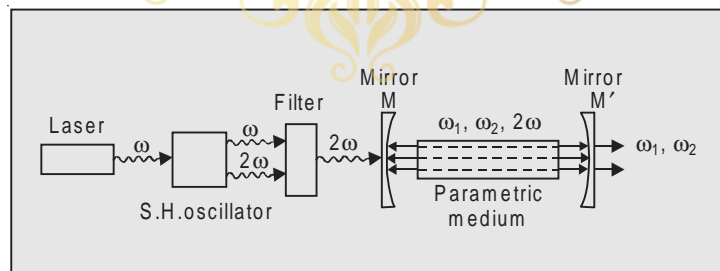 Mirror
M
Mirror
M′
Filter
Laser
ω
ω
2ω
2ω
ω₁, ω₂, 2ω
ω₁, ω₂
S.H.oscillator
Parametric
medium